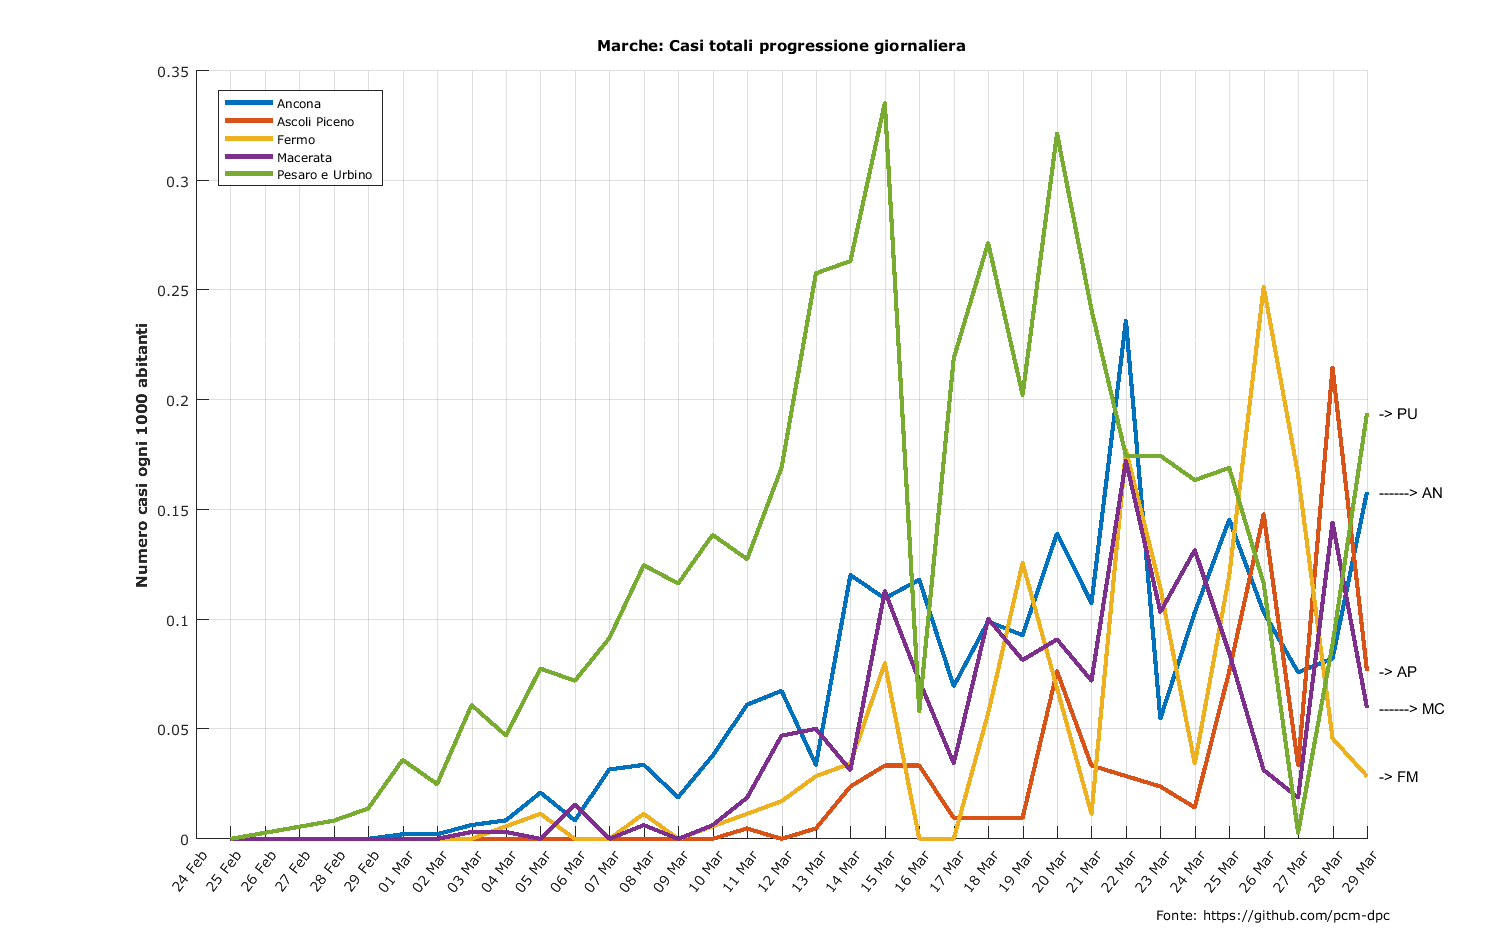 Marche: Casi totali progressione giornaliera
Numero casi ogni 1000 abitanti
0.35
0.3
0.25
0.2
0.15
0.1
0.05
0
Ancona
Ascoli Piceno
Fermo
Macerata
Pesaro e Urbino
-> PU
------> AN
-> AP
------> MC
-> FM
24 Feb
25 Feb
26 Feb
27 Feb
28 Feb
29 Feb
01 Mar
02 Mar
03 Mar
04 Mar
05 Mar
06 Mar
07 Mar
08 Mar
09 Mar
10 Mar
11 Mar
12 Mar
13 Mar
14 Mar
15 Mar
16 Mar
17 Mar
18 Mar
19 Mar
20 Mar
21 Mar
22 Mar
23 Mar
24 Mar
25 Mar
26 Mar
27 Mar
28 Mar
29 Mar
Fonte: https://github.com/pcm-dpc